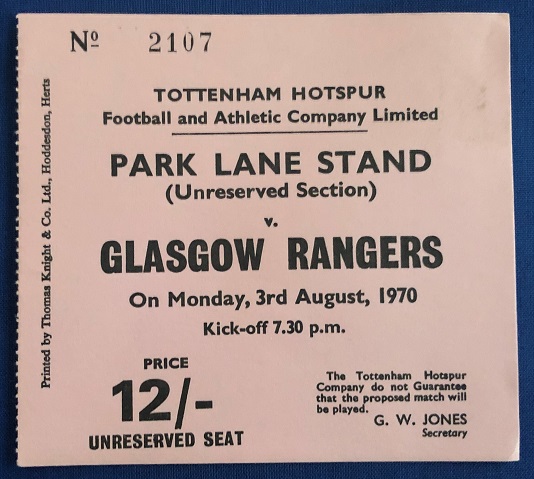 Nº 2107
TOTTENHAM HOTSPUR
Football and Athletic Company Limited
PARK LANE STAND
(Unreserved Section)
v.
GLASGOW RANGERS
On Monday, 3rd August, 1970
Kick-off 7.30 p.m.
PRICE
12/-
UNRESERVED SEAT
The Tottenham Hotspur
Company do not Guarantee
that the proposed match will
be played.
G. W. JONES
Secretary
Printed by Thomas Knight & Co. Ltd., Hoddesdon, Herts